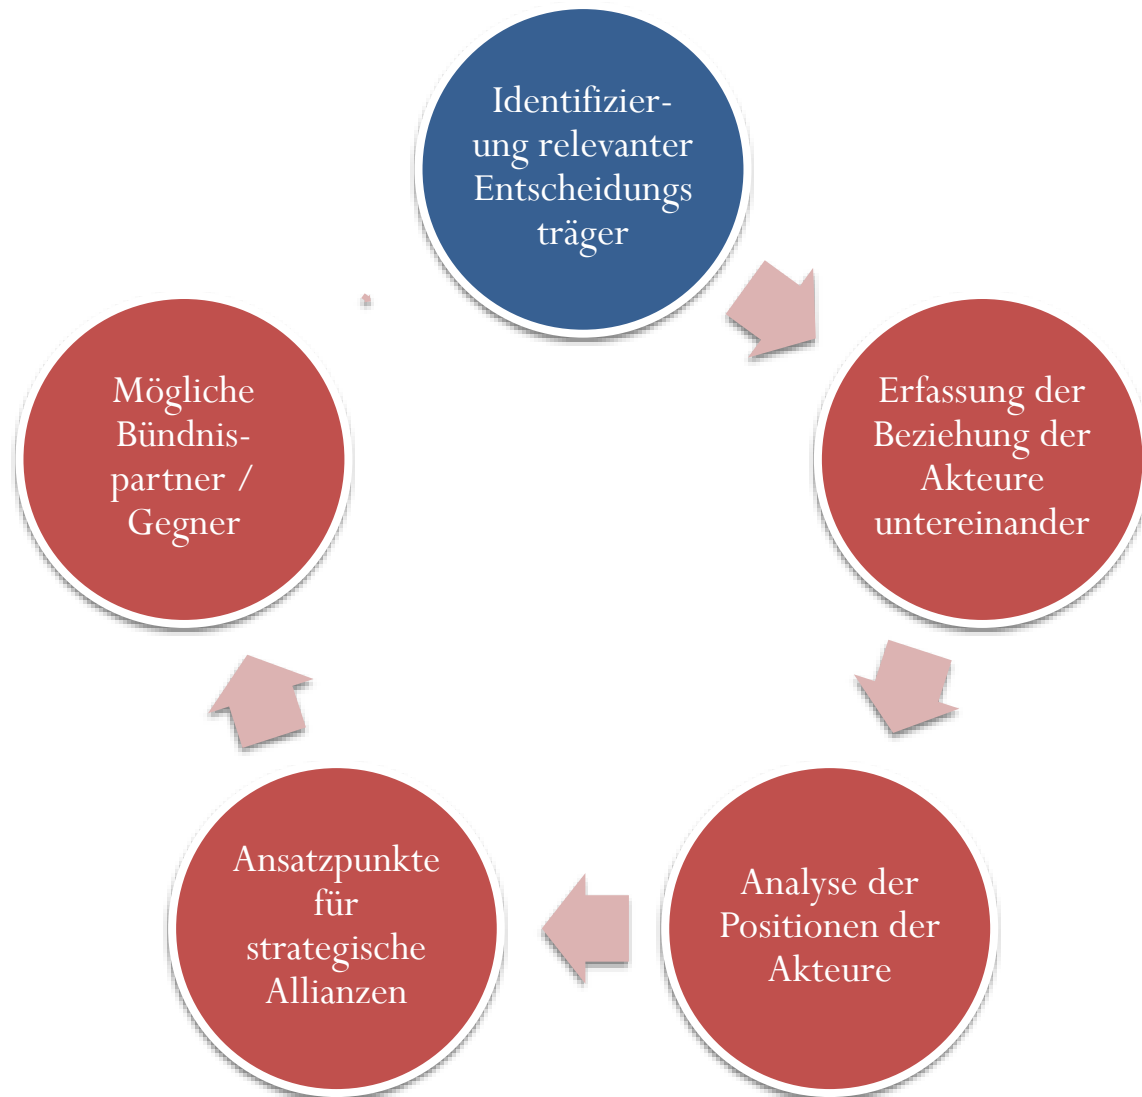 Identifizier-
ung relevanter
Entscheidungs
träger
Erfassung der
Beziehung der
Akteure
untereinander
Analyse der
Positionen der
Akteure
Ansatzpunkte
für
strategische
Allianzen
Mögliche
Bündnis-
partner /
Gegner